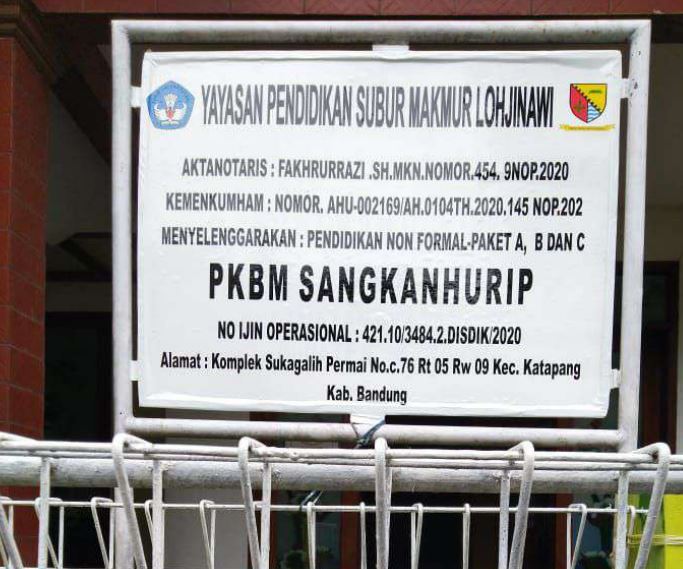 YAYASAN PENDIDIKAN SUBUR MAKMUR LOHJINAWI
AKTANOTARIS : FAKHRURRAZI .SH.MKN.NOMOR.454. 9NOP.2020
KEMENKUMHAM : NOMOR. AHU-002169/AH.0104TH.2020.145 NOP.202
MENYELENGGARAKAN : PENDIDIKAN NON FORMAL-PAKET A, B DAN C
PKBM SANGKANHURIP
NO IJIN OPERASIONAL : 421.10/3484.2.DISDIK/2020
Alamat : Komplek Sukagalih Permai No.c.76 Rt 05 Rw 09 Kec. Katapang
Kab. Bandung